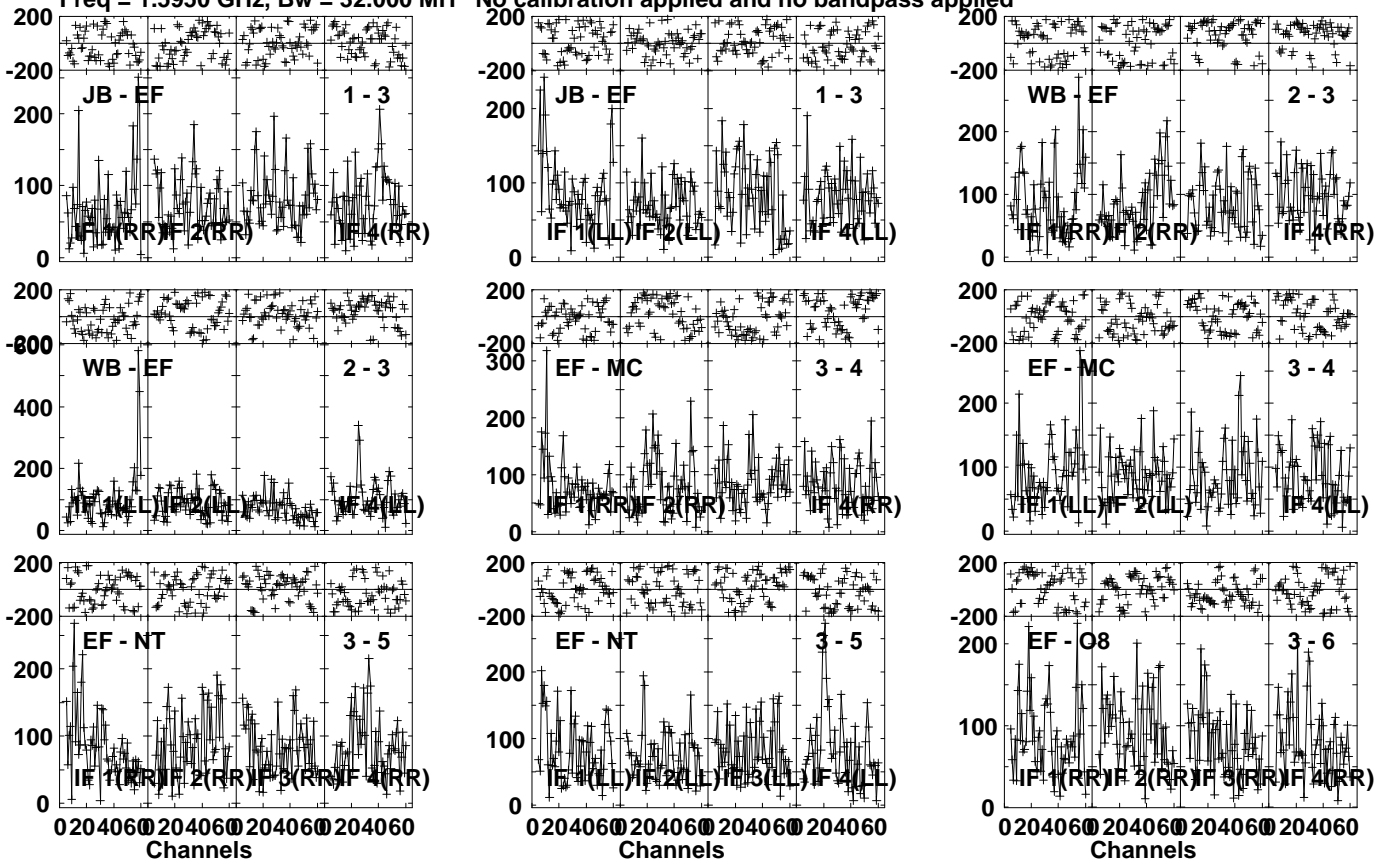 Freq = 1.5950 GHz, Bw = 32.000 MH No calibration applied and no bandpass applied
200 200 200
-200 -200 -200
JB - EF 1 - 3 JB - EF 1 - 3 WB - EF 2 - 3
200 200 200
100 100 100
IF 1(RR) IF 2(RR) IF 4(RR) IF 1(LL) IF 2(LL) IF 4(LL) IF 1(RR) IF 2(RR) IF 4(RR)
0 0 0
200 200 200
-200 -200 -200
600 300
WB - EF 2 - 3 EF - MC 3 - 4 EF - MC 3 - 4
400 200 200
200 100 100
IF 1(LL) IF 2(LL) IF 4(LL) IF 1(RR) IF 2(RR) IF 4(RR) IF 1(LL) IF 2(LL) IF 4(LL)
0 0 0
200 200 200
-200 -200 -200
EF - NT 3 - 5 EF - NT 3 - 5 EF - O8 3 - 6
200 200 200
100 100 100
IF 1(RR) IF 2(RR) IF 3(RR) IF 4(RR) IF 1(LL) IF 2(LL) IF 3(LL) IF 4(LL) IF 1(RR) IF 2(RR) IF 3(RR) IF 4(RR)
0 0 0
0 20 40 60 0 20 40 60 0 20 40 60 0 20 40 60 0 20 40 60 0 20 40 60 0 20 40 60 0 20 40 60 0 20 40 60 0 20 40 60 0 20 40 60 0 20 40 60
Channels Channels Channels